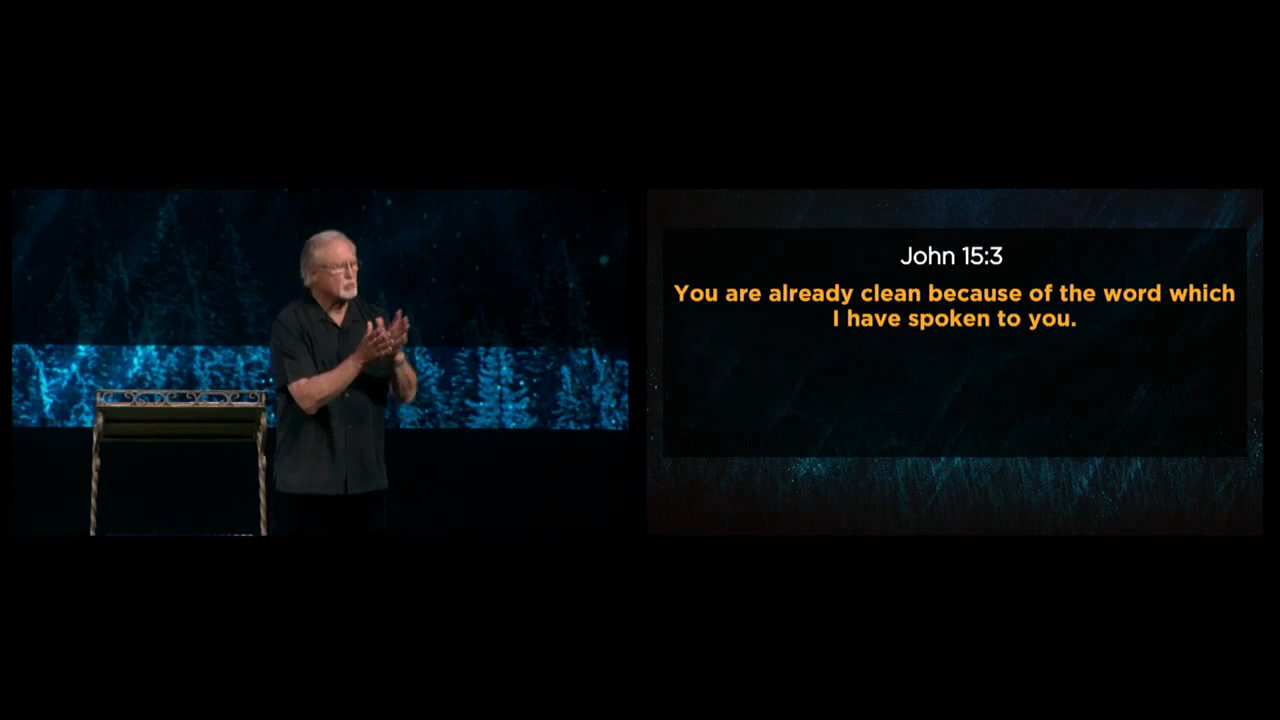 John 15:3
You are already clean because of the word which
I have spoken to you.